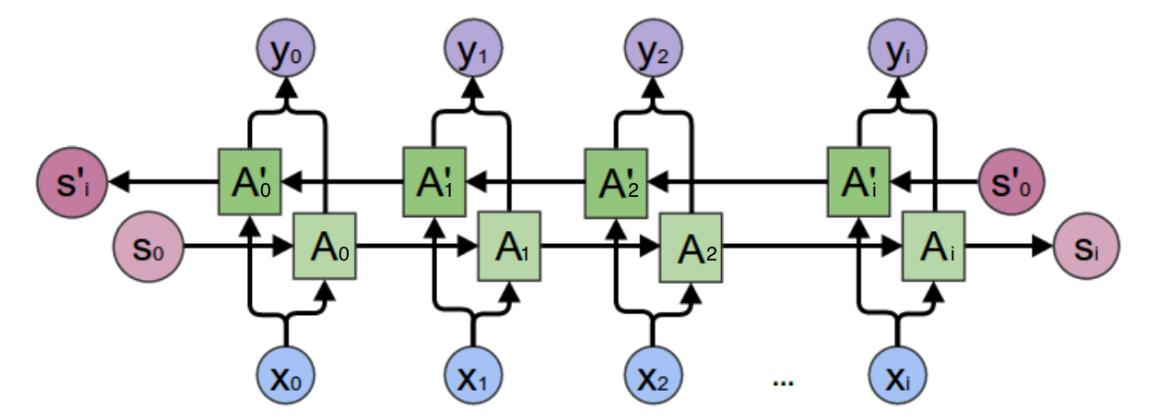 y₀ y₁ y₂ yᵢ
s'ᵢ A'₀ A'₁ A'₂ A'ᵢ s'₀
s₀ A₀ A₁ A₂ Aᵢ sᵢ
x₀ x₁ x₂ ... xᵢ